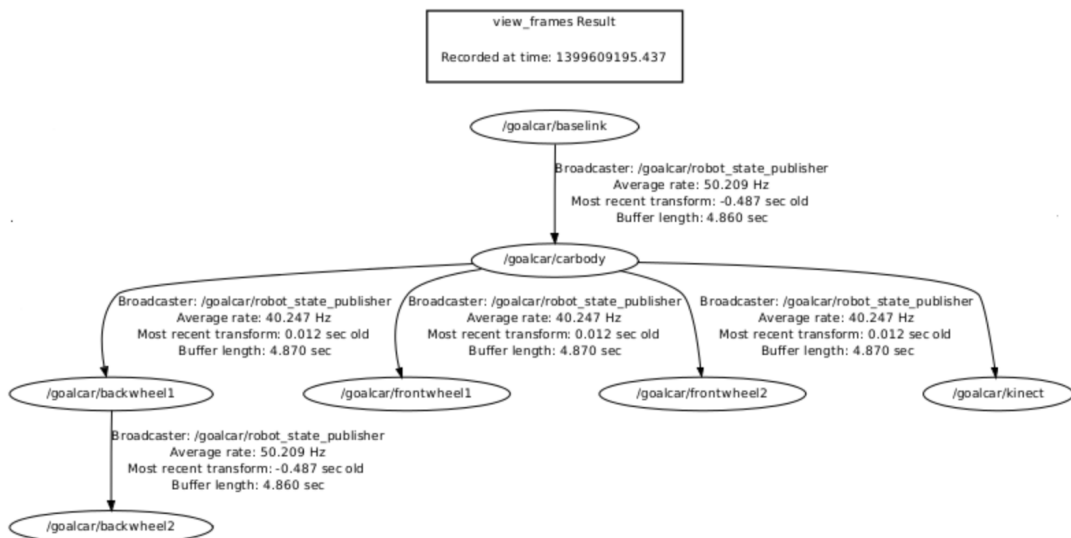 view_frames Result
Recorded at time: 1399609195.437
/goalcar/baselink
Broadcaster: /goalcar/robot_state_publisher
Average rate: 50.209 Hz
Most recent transform: -0.487 sec old
Buffer length: 4.860 sec
/goalcar/carbody
Broadcaster: /goalcar/robot_state_publisher
Average rate: 40.247 Hz
Most recent transform: 0.012 sec old
Buffer length: 4.870 sec
Broadcaster: /goalcar/robot_state_publisher
Average rate: 40.247 Hz
Most recent transform: 0.012 sec old
Buffer length: 4.870 sec
Broadcaster: /goalcar/robot_state_publisher
Average rate: 40.247 Hz
Most recent transform: 0.012 sec old
Buffer length: 4.870 sec
/goalcar/backwheel1
/goalcar/frontwheel1
/goalcar/frontwheel2
/goalcar/kinect
Broadcaster: /goalcar/robot_state_publisher
Average rate: 50.209 Hz
Most recent transform: -0.487 sec old
Buffer length: 4.860 sec
/goalcar/backwheel2